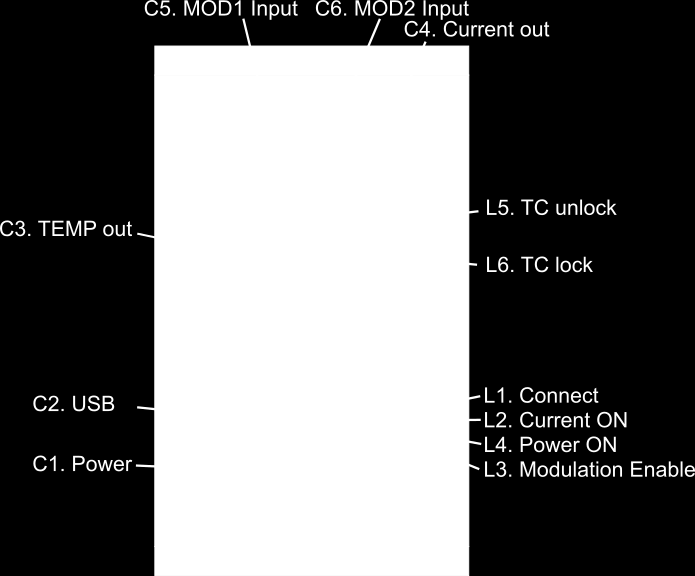 C5. MOD1 Input
C6. MOD2 Input
C4. Current out
L5. TC unlock
C3. TEMP out
L6. TC lock
L1. Connect
C2. USB
L2. Current ON
L4. Power ON
C1. Power
L3. Modulation Enable